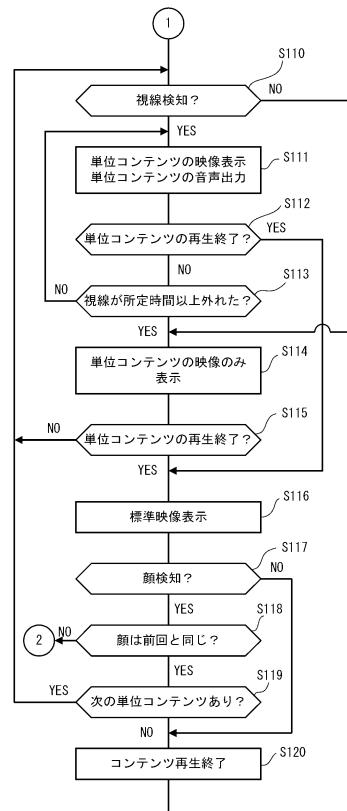 1
S110
視線検知?
NO
YES
S111
単位コンテンツの映像表示
単位コンテンツの音声出力
S112
単位コンテンツの再生終了?
YES
NO
S113
NO
視線が所定時間以上外れた?
YES
S114
単位コンテンツの映像のみ
表示
S115
NO
単位コンテンツの再生終了?
YES
S116
標準映像表示
S117
顔検知?
NO
YES
S118
2
NO
顔は前回と同じ?
YES
S119
YES
次の単位コンテンツあり?
NO
S120
コンテンツ再生終了